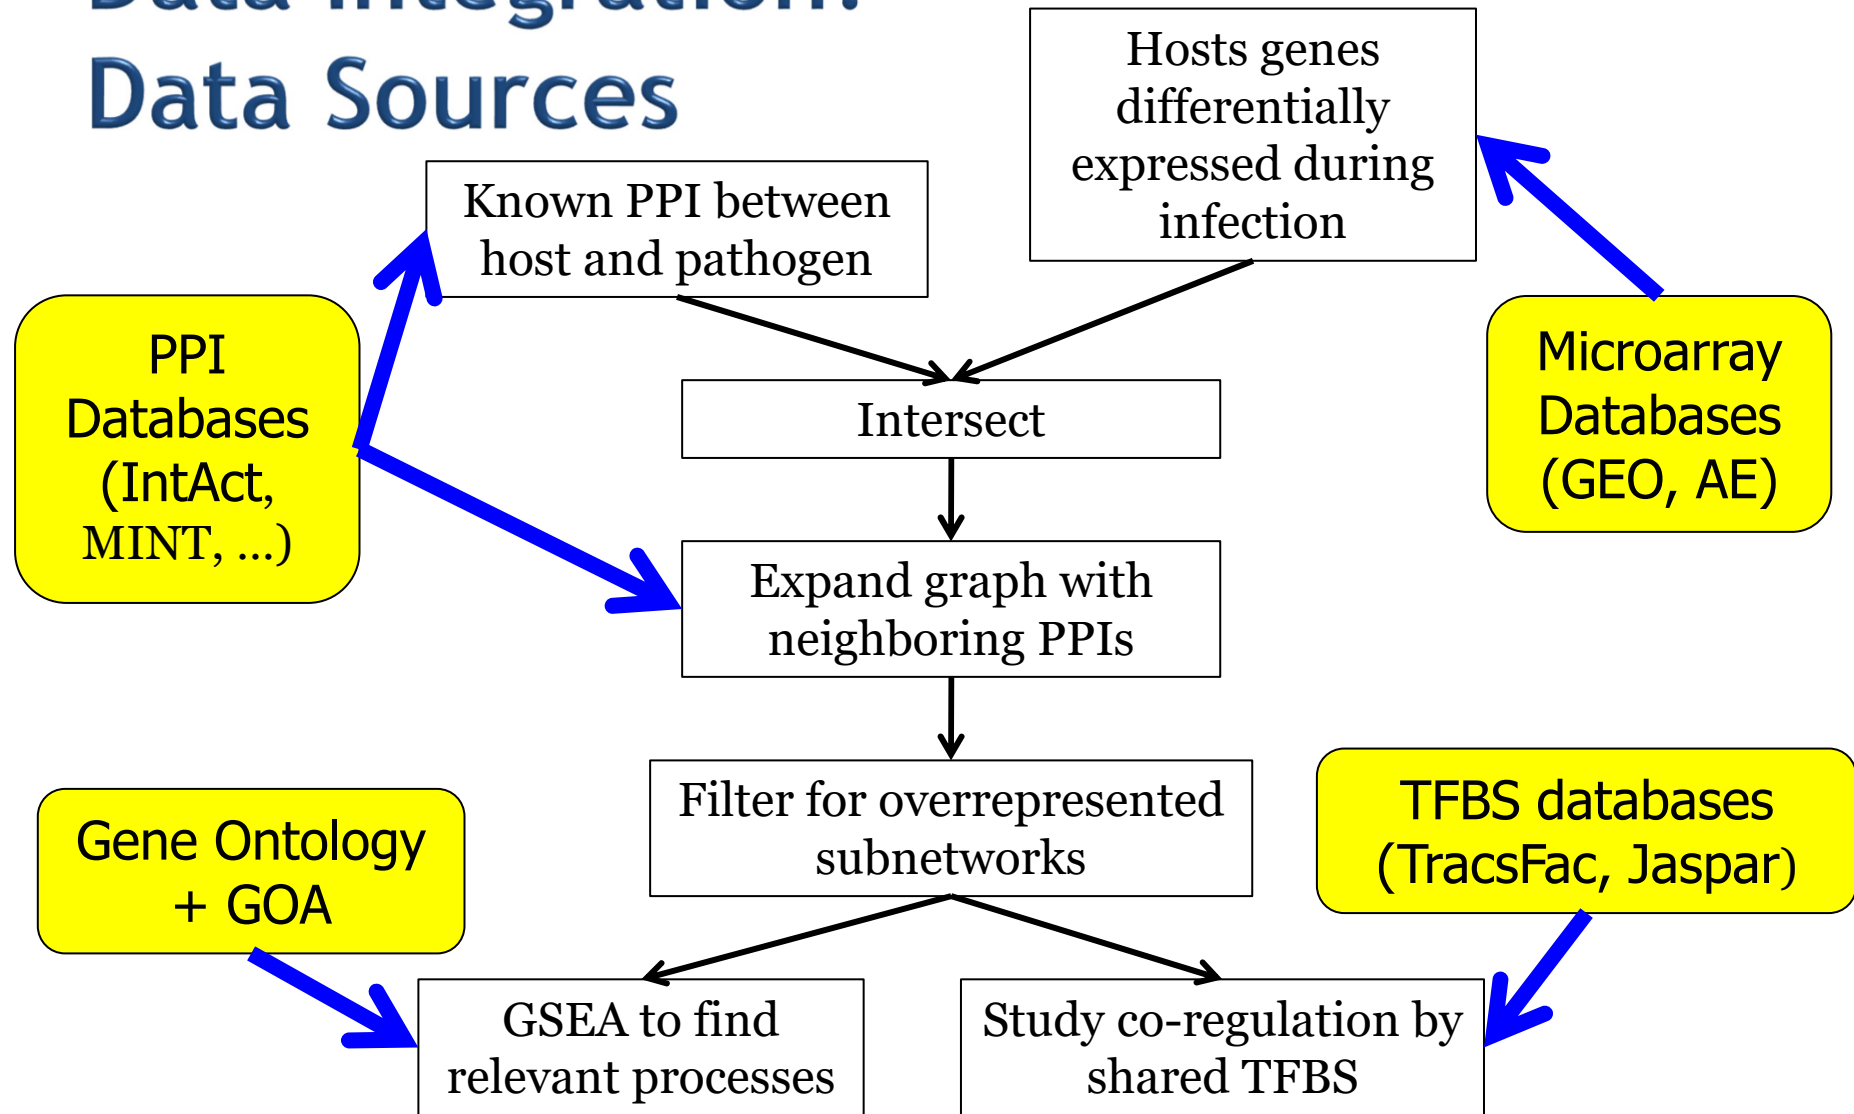 Data Integration:
Data Sources
Hosts genes
differentially
expressed during
infection
Known PPI between
host and pathogen
PPI
Databases
(IntAct,
MINT, ...)
Microarray
Databases
(GEO, AE)
Intersect
Expand graph with
neighboring PPIs
Filter for overrepresented
subnetworks
TFBS databases
(TracsFac, Jaspar)
Gene Ontology
+ GOA
GSEA to find
relevant processes
Study co-regulation by
shared TFBS